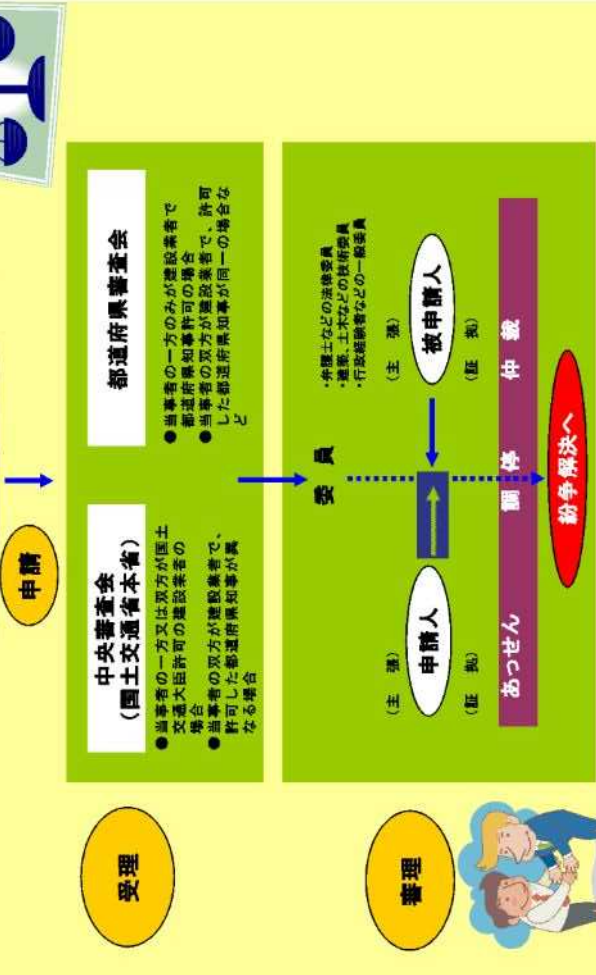 申請
受理
中央審査会
(国土交通省本省)
●当事者の一方又は双方が国土
交通大臣許可の建設業者の
場合
●当事者の双方が建設業者で、
許可した都道府県知事が異
なる場合
都道府県審査会
●当事者の一方のみが建設業者で
都道府県知事許可の場合
●当事者の双方が建設業者で、許可
した都道府県知事が同一の場合な
ど
審理
委 員
・弁護士などの法律委員
・建築、土木などの技術委員
・行政経験者などの一般委員
(主 張)
申請人
(証 拠)
(主 張)
被申請人
(証 拠)
あっせん 調 停 仲 裁
紛争解決へ